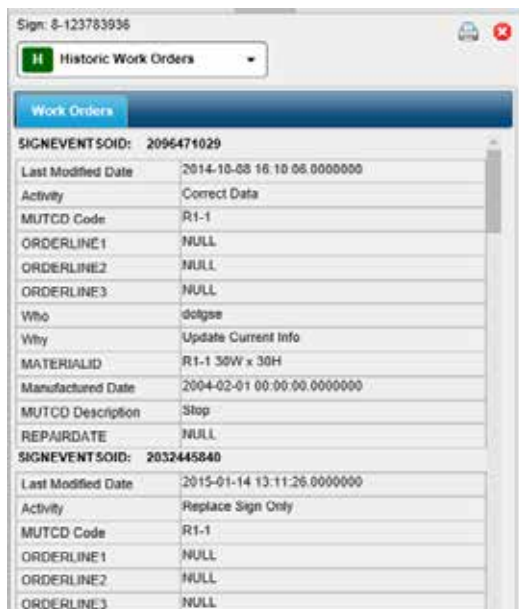 Sign: 8-123783936
H Historic Work Orders
Work Orders
SIGNEVENTSOID: 2096471029
Last Modified Date 2014-10-08 16:10:06.0000000
Activity Correct Data
MUTCD Code R1-1
ORDERLINE1 NULL
ORDERLINE2 NULL
ORDERLINE3 NULL
Who dotgse
Why Update Current Info
MATERIALID R1-1 30W x 30H
Manufactured Date 2004-02-01 00:00:00.0000000
MUTCD Description Stop
REPAIRDATE NULL
SIGNEVENTSOID: 2032445840
Last Modified Date 2015-01-14 13:11:26.0000000
Activity Replace Sign Only
MUTCD Code R1-1
ORDERLINE1 NULL
ORDERLINE2 NULL
ORDERLINE3 NULL